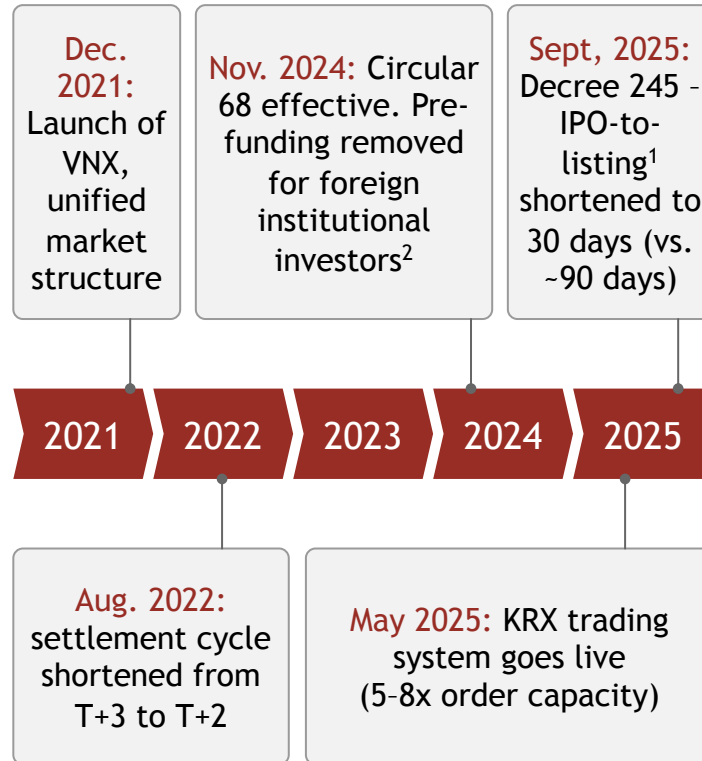 Dec.
2021:
Launch of
VNX,
unified
market
structure
Nov. 2024: Circular
68 effective. Pre-
funding removed
for foreign
institutional
investors²
Sept, 2025:
Decree 245 –
IPO-to-
listing¹
shortened to
30 days (vs.
~90 days)
2021
2022
2023
2024
2025
Aug. 2022:
settlement cycle
shortened from
T+3 to T+2
May 2025: KRX trading
system goes live
(5–8x order capacity)